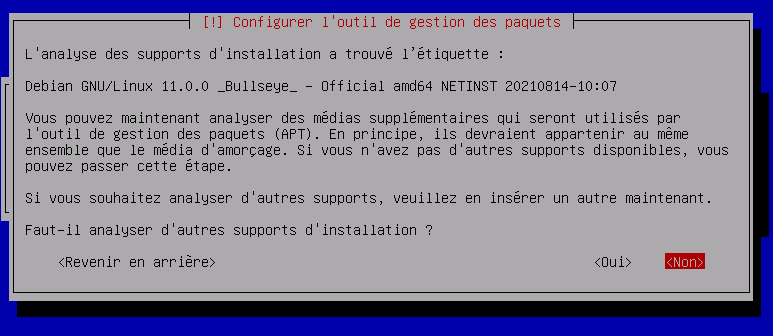 [!] Configurer l'outil de gestion des paquets
L'analyse des supports d'installation a trouvé l’étiquette :
Debian GNU/Linux 11.0.0 _Bullseye_ - Official amd64 NETINST 20210814-10:07
Vous pouvez maintenant analyser des médias supplémentaires qui seront utilisés par
l'outil de gestion des paquets (APT). En principe, ils devraient appartenir au même
ensemble que le média d'amorçage. Si vous n'avez pas d'autres supports disponibles, vous
pouvez passer cette étape.
Si vous souhaitez analyser d'autres supports, veuillez en insérer un autre maintenant.
Faut-il analyser d'autres supports d'installation ?
<Revenir en arrière> <Oui> <Non>